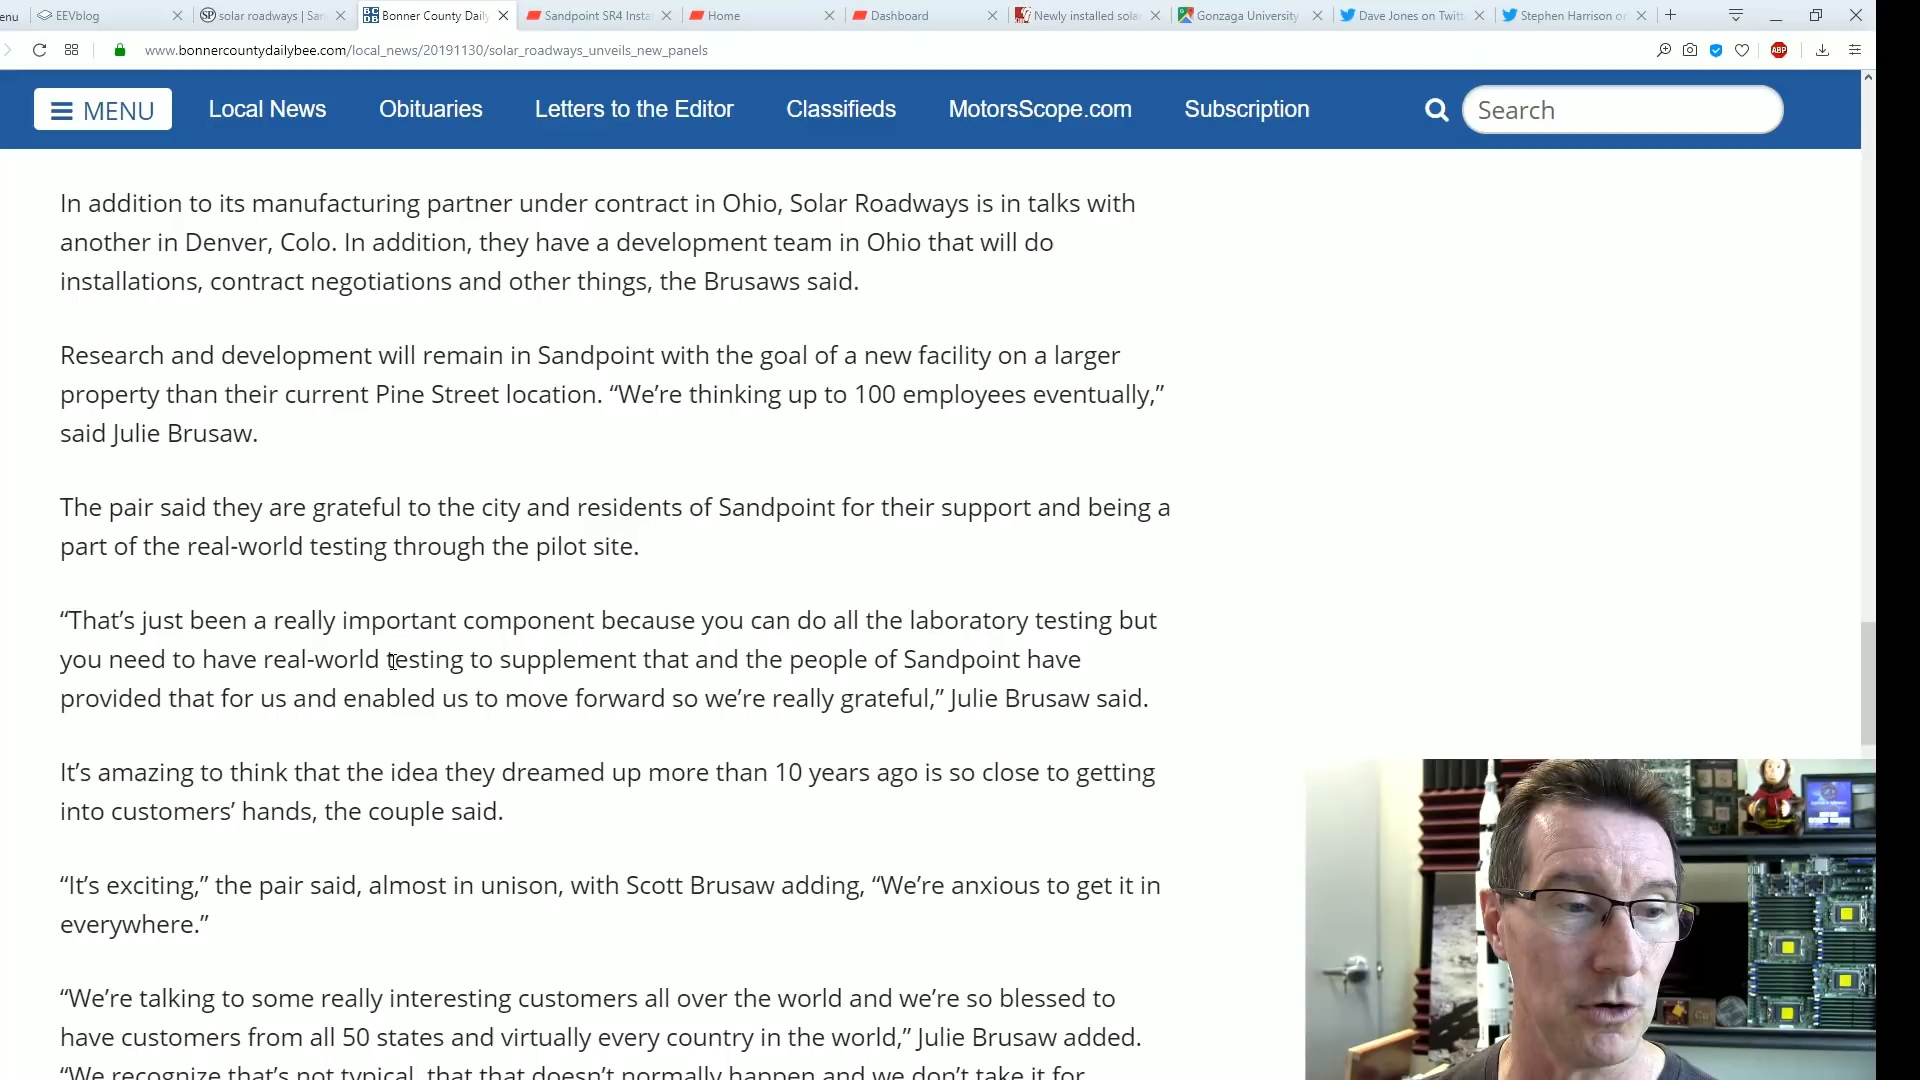 enu
EEVblog
solar roadways | San
Bonner County Daily
Sandpoint SR4 Insta
Home
Dashboard
Newly installed sola
Gonzaga University
Dave Jones on Twitt
Stephen Harrison on
www.bonnercountydailybee.com/local_news/20191130/solar_roadways_unveils_new_panels
ABP
MENU
Local News
Obituaries
Letters to the Editor
Classifieds
MotorsScope.com
Subscription
Search
In addition to its manufacturing partner under contract in Ohio, Solar Roadways is in talks with
another in Denver, Colo. In addition, they have a development team in Ohio that will do
installations, contract negotiations and other things, the Brusaws said.
Research and development will remain in Sandpoint with the goal of a new facility on a larger
property than their current Pine Street location. “We’re thinking up to 100 employees eventually,”
said Julie Brusaw.
The pair said they are grateful to the city and residents of Sandpoint for their support and being a
part of the real-world testing through the pilot site.
“That’s just been a really important component because you can do all the laboratory testing but
you need to have real-world testing to supplement that and the people of Sandpoint have
provided that for us and enabled us to move forward so we’re really grateful,” Julie Brusaw said.
It’s amazing to think that the idea they dreamed up more than 10 years ago is so close to getting
into customers’ hands, the couple said.
“It’s exciting,” the pair said, almost in unison, with Scott Brusaw adding, “We’re anxious to get it in
everywhere.”
“We’re talking to some really interesting customers all over the world and we’re so blessed to
have customers from all 50 states and virtually every country in the world,” Julie Brusaw added.
“We recognize that’s not typical, that that doesn’t normally happen and we don’t take it for